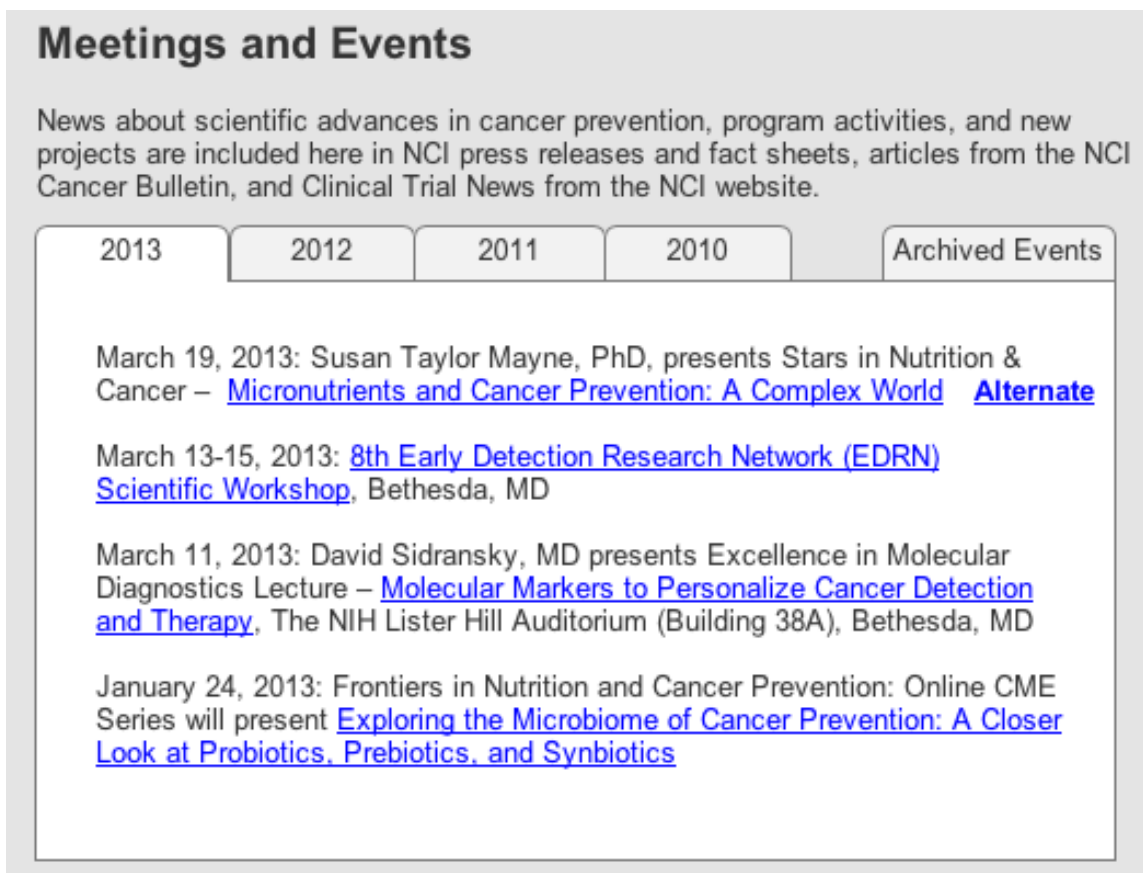 Meetings and Events
News about scientific advances in cancer prevention, program activities, and new
projects are included here in NCI press releases and fact sheets, articles from the NCI
Cancer Bulletin, and Clinical Trial News from the NCI website.
2013 2012 2011 2010 Archived Events
March 19, 2013: Susan Taylor Mayne, PhD, presents Stars in Nutrition &
Cancer – Micronutrients and Cancer Prevention: A Complex World Alternate
March 13-15, 2013: 8th Early Detection Research Network (EDRN)
Scientific Workshop, Bethesda, MD
March 11, 2013: David Sidransky, MD presents Excellence in Molecular
Diagnostics Lecture – Molecular Markers to Personalize Cancer Detection
and Therapy, The NIH Lister Hill Auditorium (Building 38A), Bethesda, MD
January 24, 2013: Frontiers in Nutrition and Cancer Prevention: Online CME
Series will present Exploring the Microbiome of Cancer Prevention: A Closer
Look at Probiotics, Prebiotics, and Synbiotics